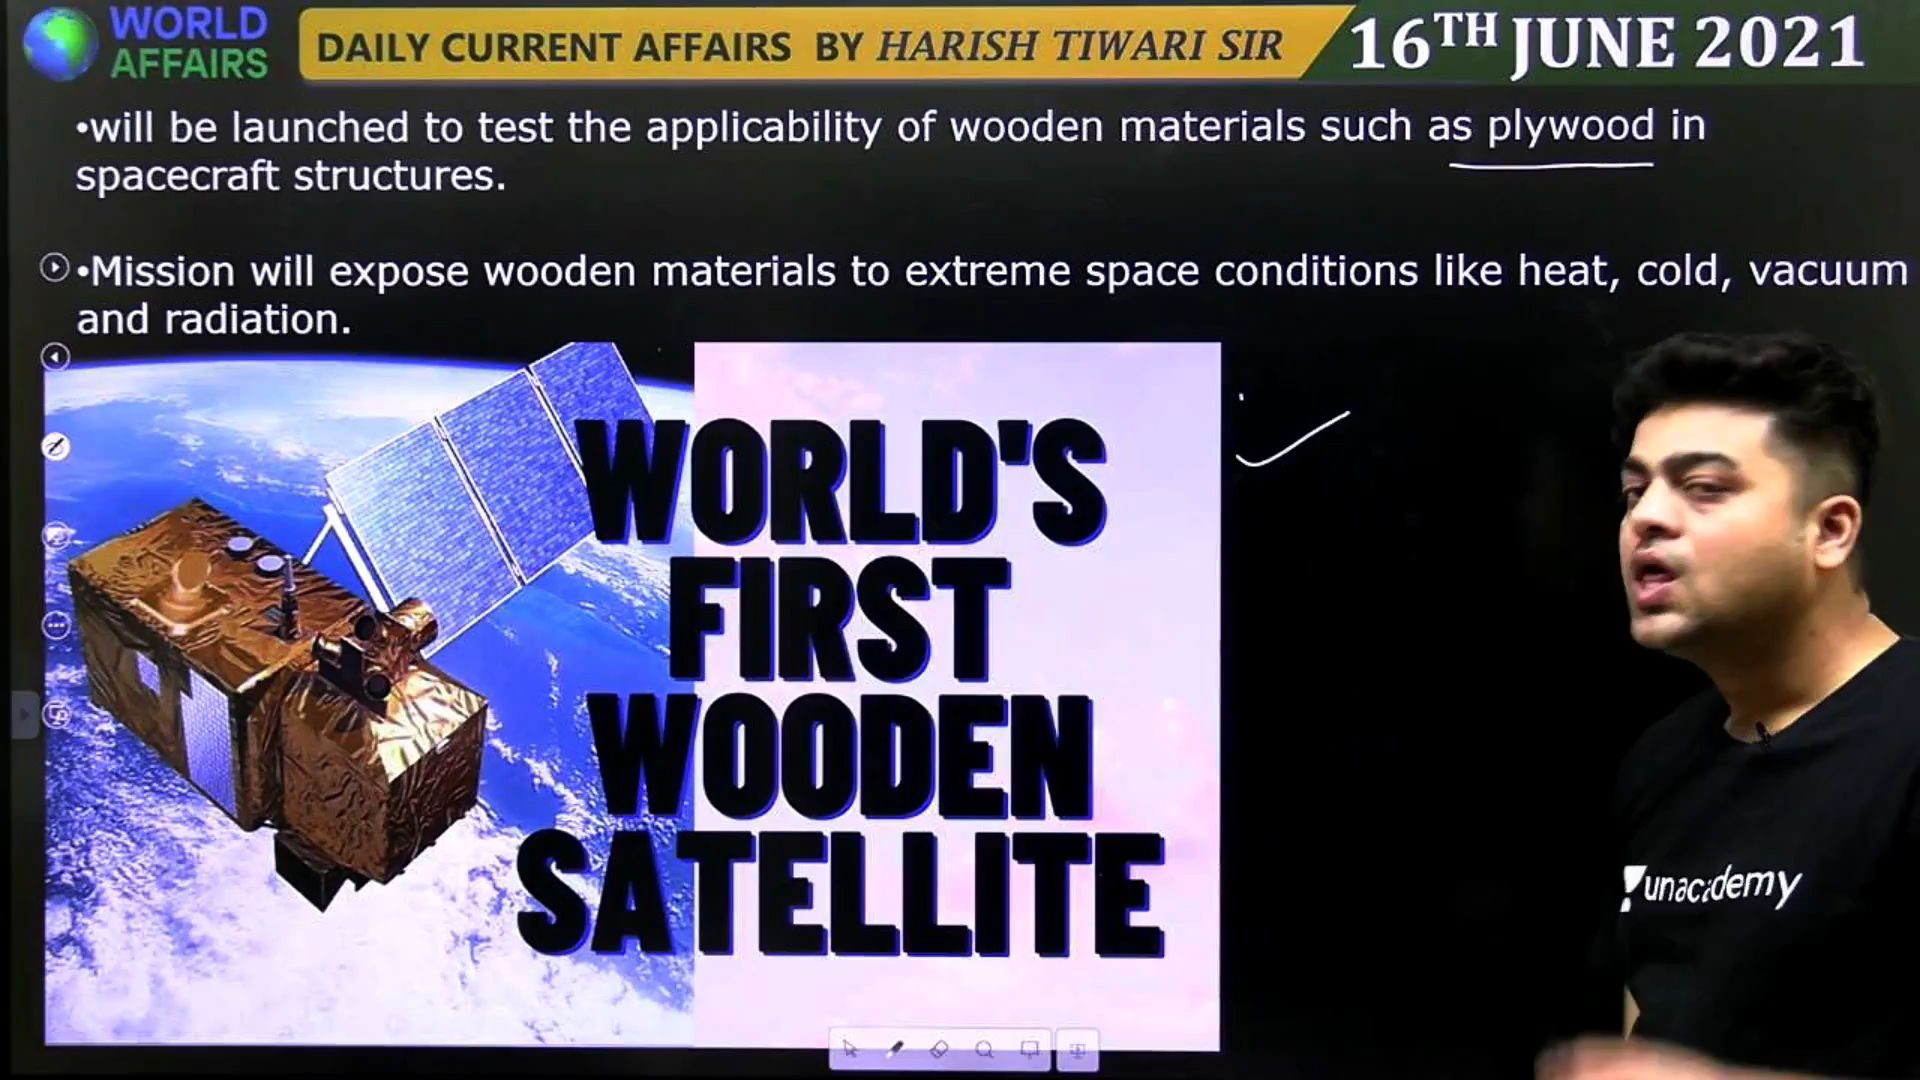 WORLD
AFFAIRS
DAILY CURRENT AFFAIRS BY HARISH TIWARI SIR
16TH JUNE 2021
•will be launched to test the applicability of wooden materials such as plywood in
spacecraft structures.
•Mission will expose wooden materials to extreme space conditions like heat, cold, vacuum
and radiation.
WORLD'S
FIRST
WOODEN
SATELLITE
unacademy